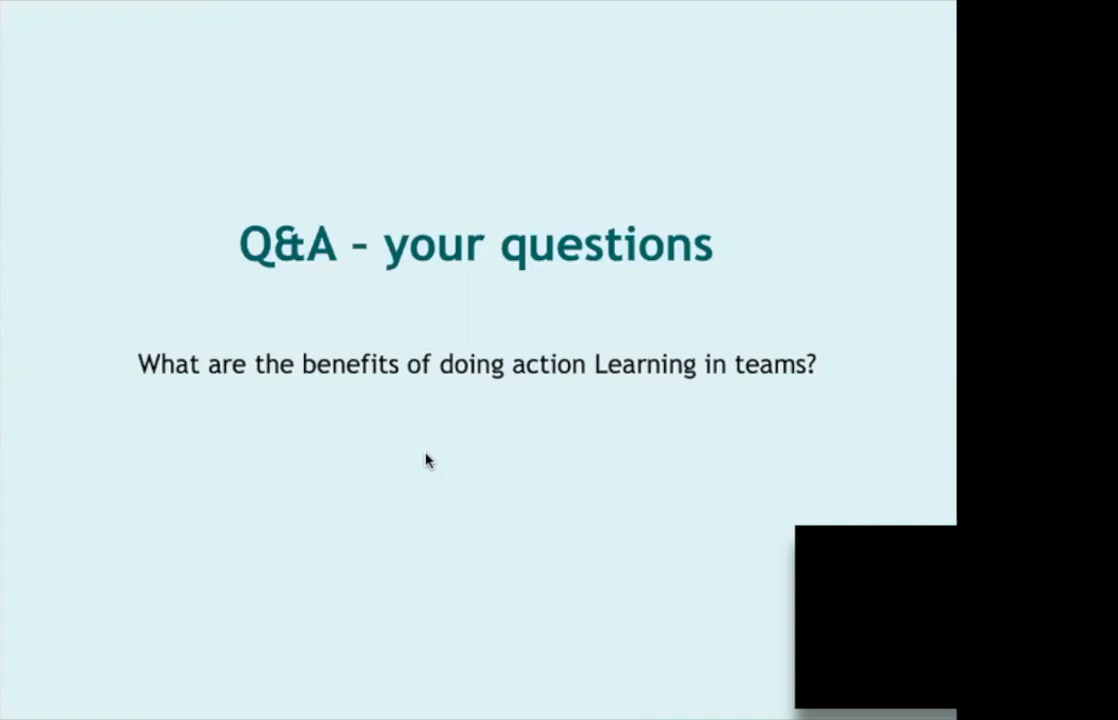 Q&A - your questions
What are the benefits of doing action Learning in teams?